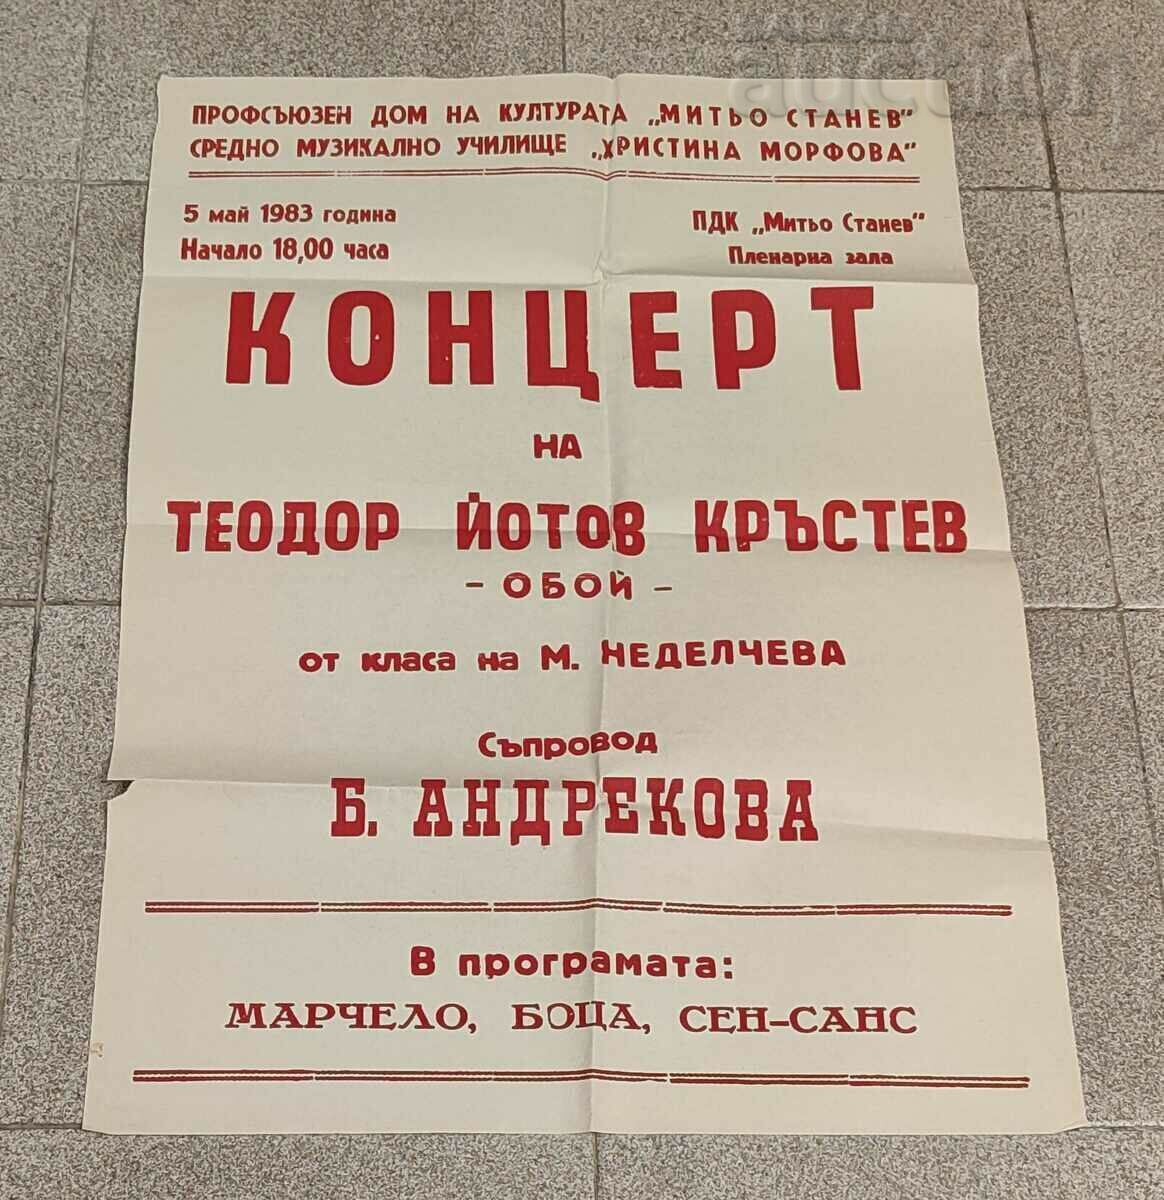 ПРОФСЪЮЗЕН ДОМ НА КУЛТУРАТА „МИТЬО СТАНЕВ"
СРЕДНО МУЗИКАЛНО УЧИЛИЩЕ „ХРИСТИНА МОРФОВА"
5 май 1983 година
Начало 18,00 часа
ПДК „Митьо Станев"
Пленарна зала
КОНЦЕРТ
НА
ТЕОДОР ЙОТОВ КРЪСТЕВ
– ОБОЙ –
от класа на М. НЕДЕЛЧЕВА
Съпровод
Б. АНДРЕКОВА
В програмата:
МАРЧЕЛО, БОЦА, СЕН-САНС